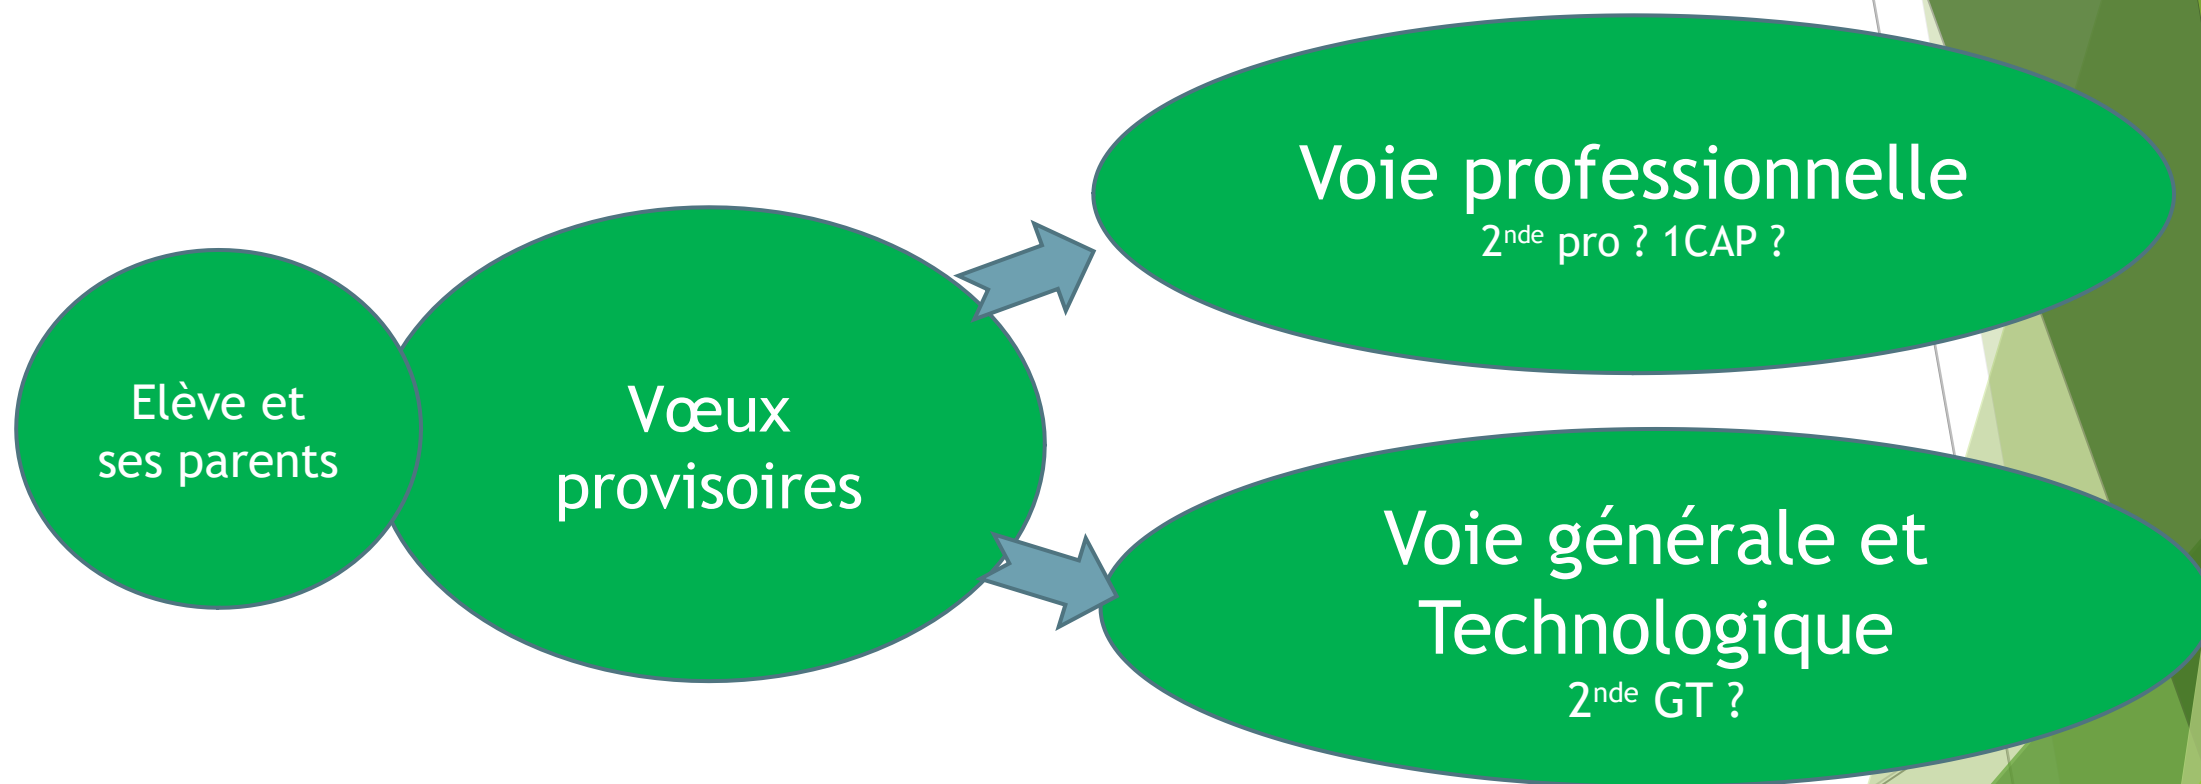 Elève et
ses parents
Vœux
provisoires
Voie professionnelle
2nde pro ? 1CAP ?
Voie générale et
Technologique
2nde GT ?